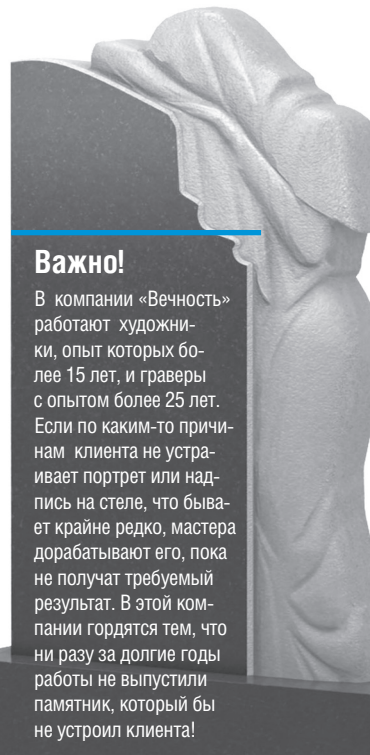 Важно!
В компании «Вечность»
работают художни-
ки, опыт которых бо-
лее 15 лет, и граверы
с опытом более 25 лет.
Если по каким-то причи-
нам клиента не устра-
ивает портрет или над-
пись на стеле, что быва-
ет крайне редко, мастера
дорабатывают его, пока
не получат требуемый
результат. В этой ком-
пании гордятся тем, что
ни разу за долгие годы
работы не выпустили
памятник, который бы
не устроил клиента!